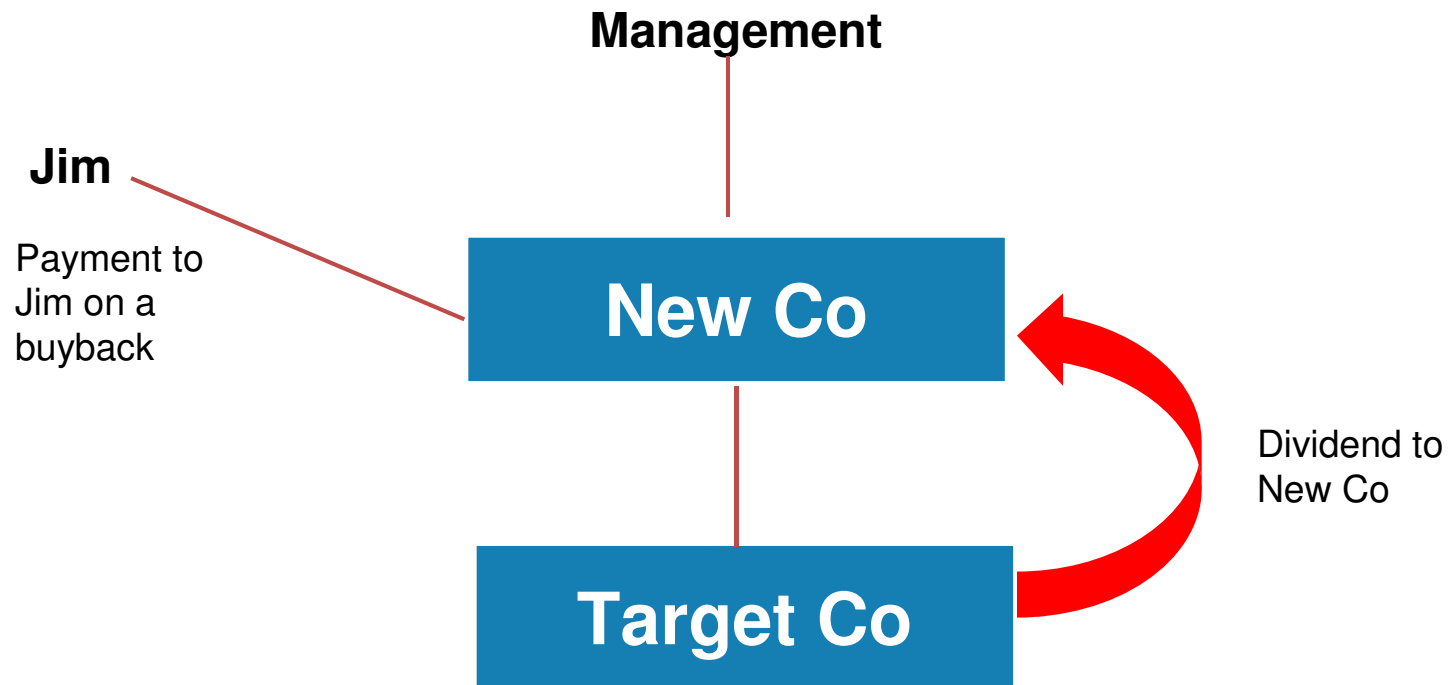 Management
Jim
Payment to
Jim on a
buyback
New Co
Dividend to
New Co
Target Co